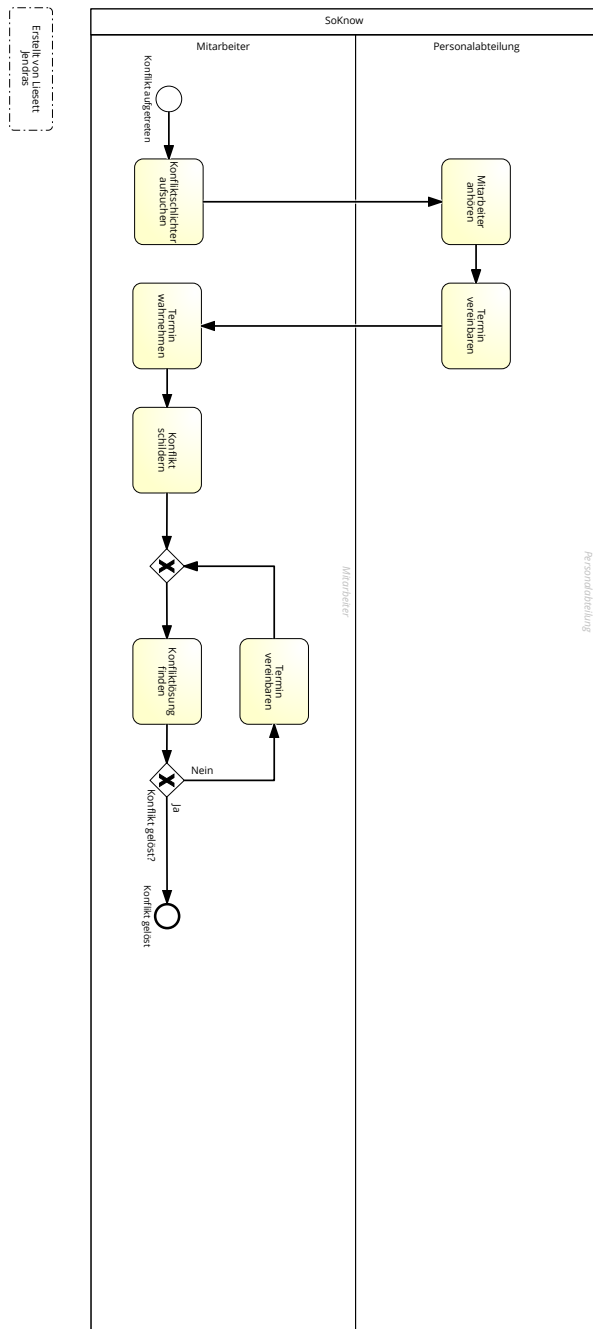 SoKnow
Mitarbeiter
Personalabteilung
Erstellt von Liesett
Jendras
Konflikt aufgetreten
Konfliktschlichter
aufsuchen
Mitarbeiter
anhören
Termin
vereinbaren
Termin
wahrnehmen
Konflikt
schildern
Mitarbeiter
Personalabteilung
Konfliktlösung
finden
Termin
vereinbaren
Nein
Ja
Konflikt gelöst?
Konflikt gelöst